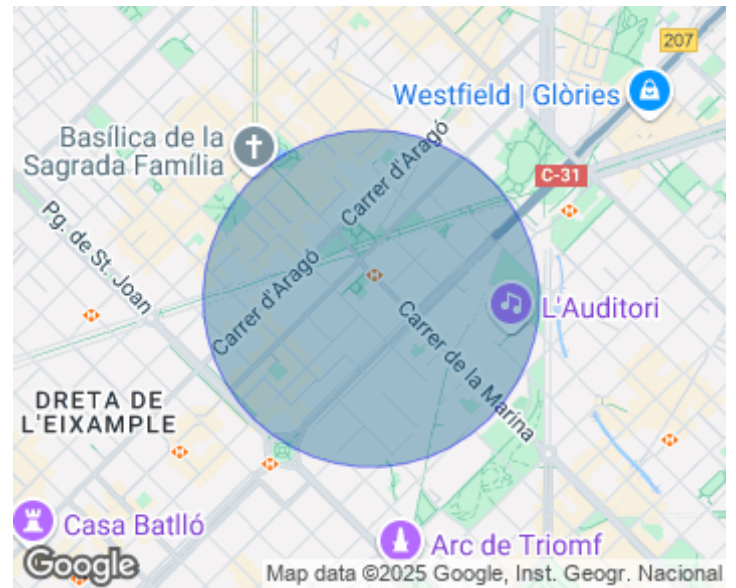 207
Westfield | Glòries
Basílica de la
Sagrada Família
Carrer d'Aragó
C-31
Pg. de St. Joan
Carrer d'Aragó
L'Auditori
Carrer de la Marina
DRETA DE
L'EIXAMPLE
Casa Batlló
Arc de Triomf
Google
Map data ©2025 Google, Inst. Geogr. Nacional